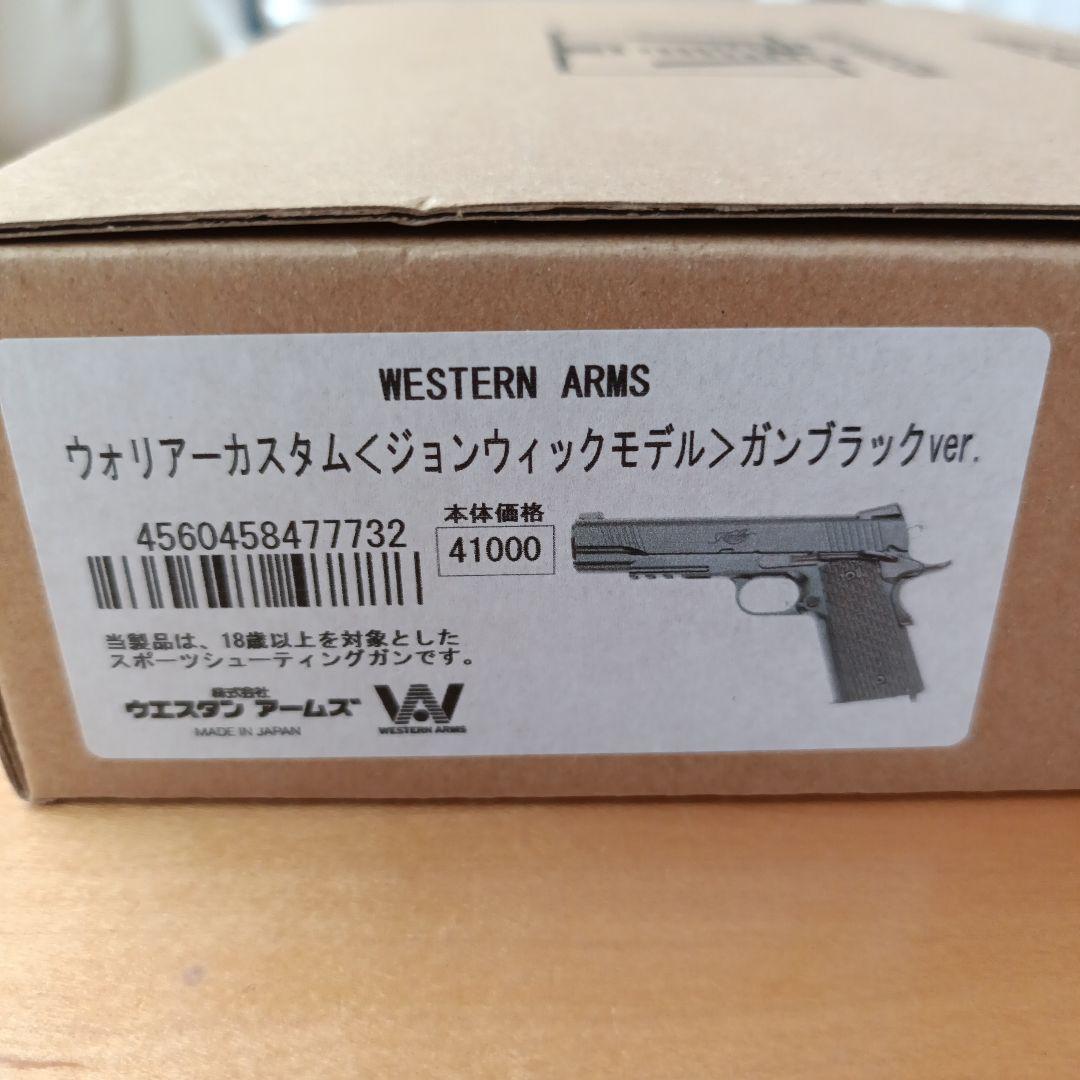 WESTERN ARMS
ウォリアーカスタム<ジョンウィックモデル>ガンブラックver.
4560458477732
本体価格
41000
当製品は、18歳以上を対象とした
スポーツシューティングガンです。
株式会社
ウエスタン アームズ
MADE IN JAPAN
WESTERN ARMS